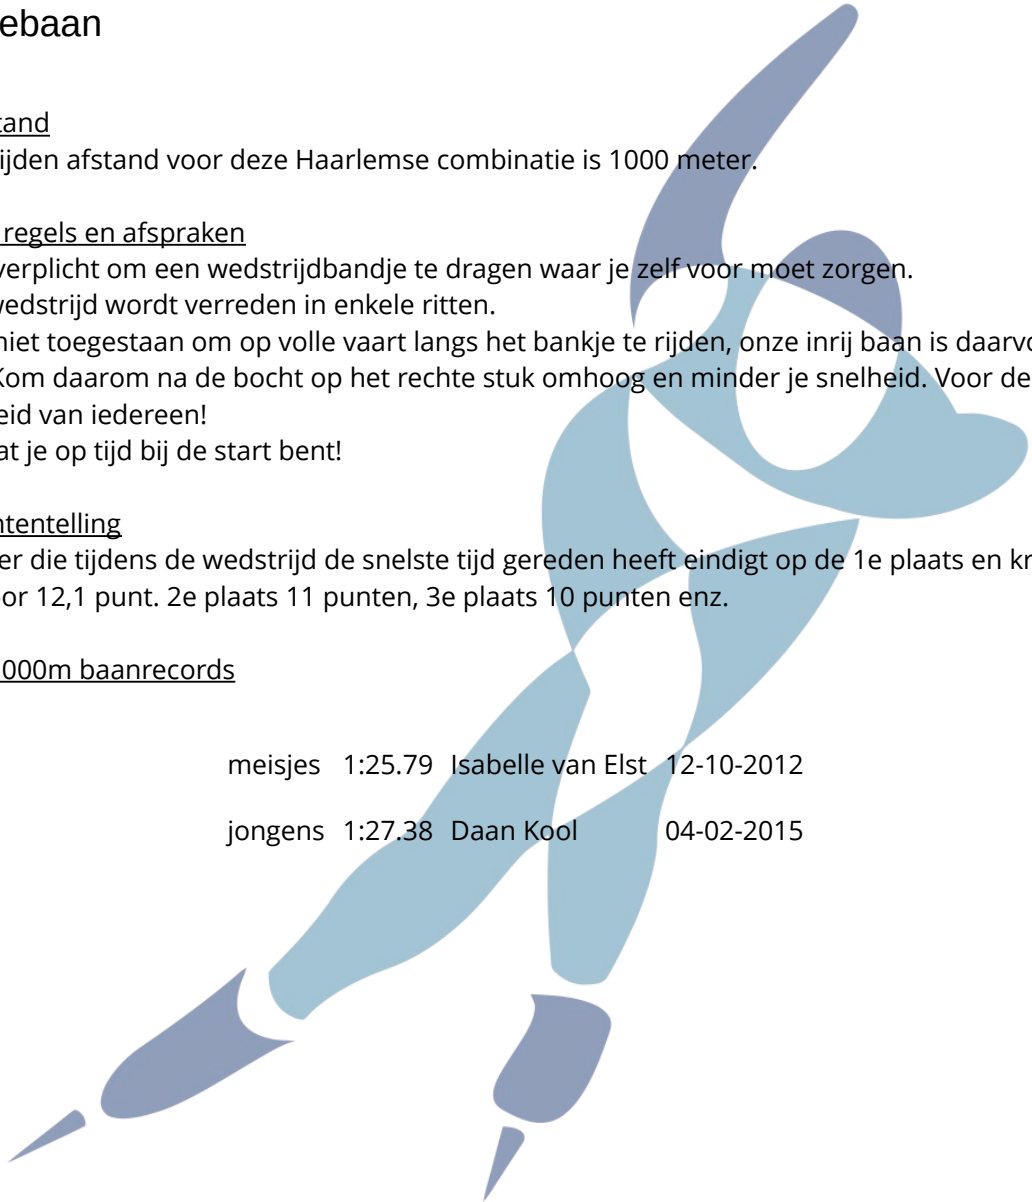 ebaan
tand
ijden afstand voor deze Haarlemse combinatie is 1000 meter.
regels en afspraken
verplicht om een wedstrijdbandje te dragen waar je zelf voor moet zorgen.
wedstrijd wordt verreden in enkele ritten.
niet toegestaan om op volle vaart langs het bankje te rijden, onze inrij baan is daarvo
Kom daarom na de bocht op het rechte stuk omhoog en minder je snelheid. Voor de
eid van iedereen!
at je op tijd bij de start bent!
ntentelling
er die tijdens de wedstrijd de snelste tijd gereden heeft eindigt op de 1e plaats en kr
oor 12,1 punt. 2e plaats 11 punten, 3e plaats 10 punten enz.
000m baanrecords
meisjes 1:25.79 Isabelle van Elst 12-10-2012
jongens 1:27.38 Daan Kool 04-02-2015